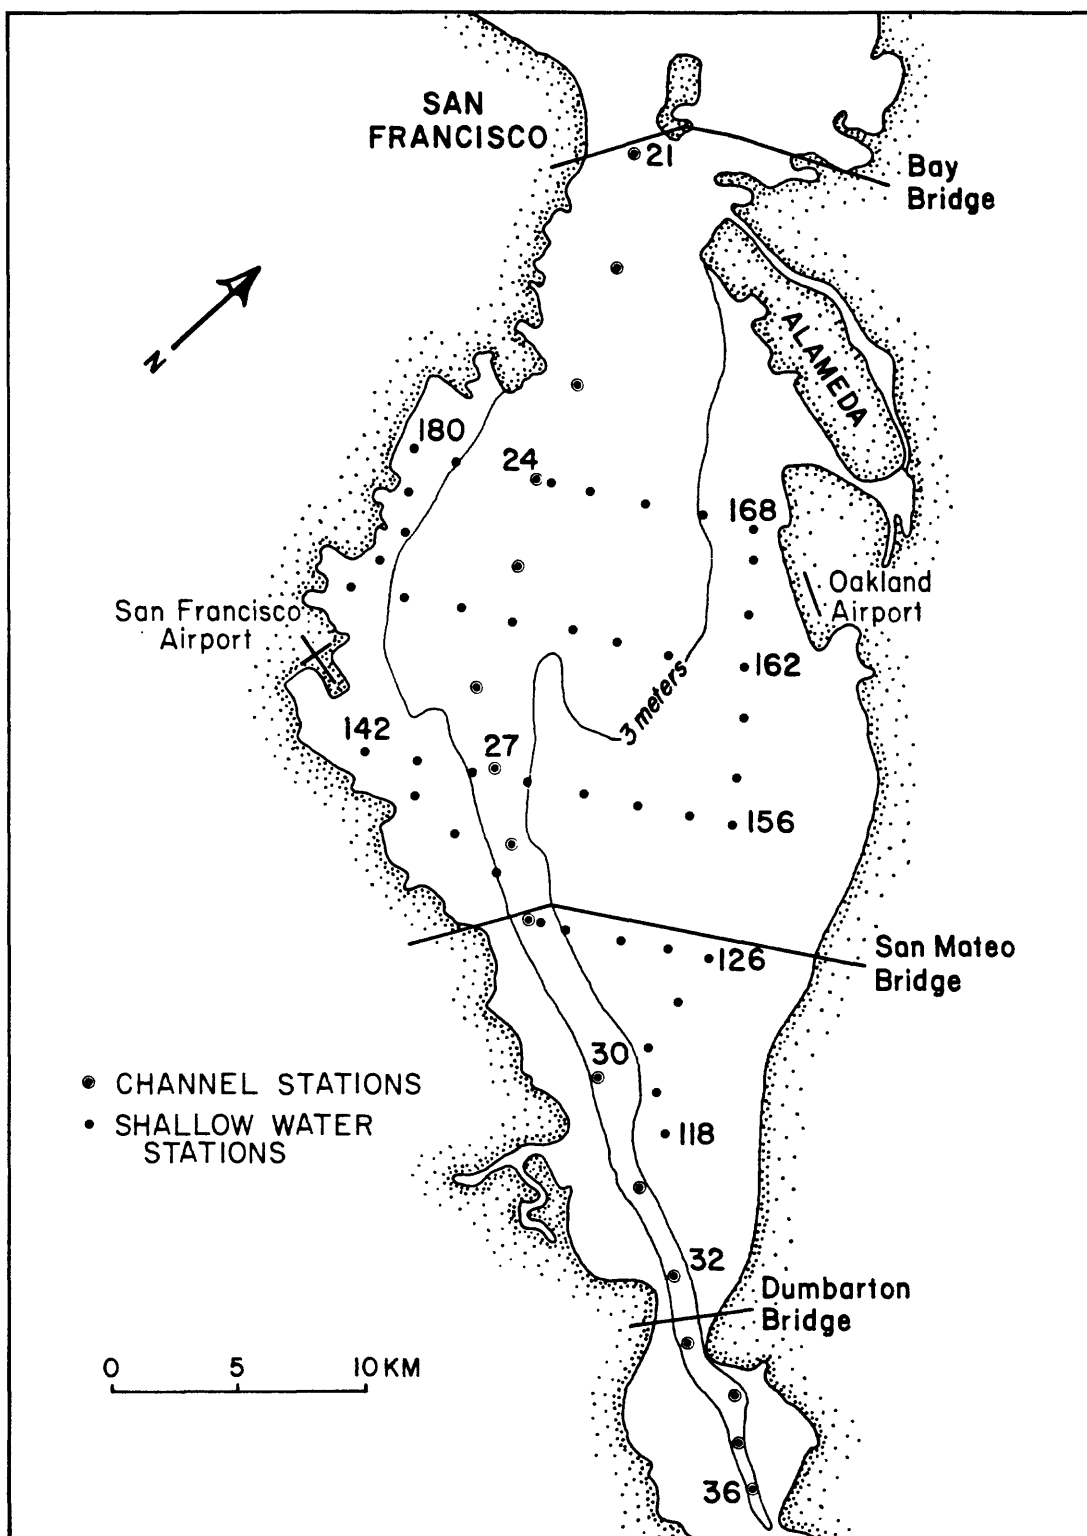 SAN
FRANCISCO
21
Bay
Bridge
N
ALAMEDA
180
24
168
Oakland
Airport
San Francisco
Airport
162
3 meters
142
27
156
126
San Mateo
Bridge
30
CHANNEL STATIONS
SHALLOW WATER
STATIONS
118
32
Dumbarton
Bridge
0 5 10 KM
36